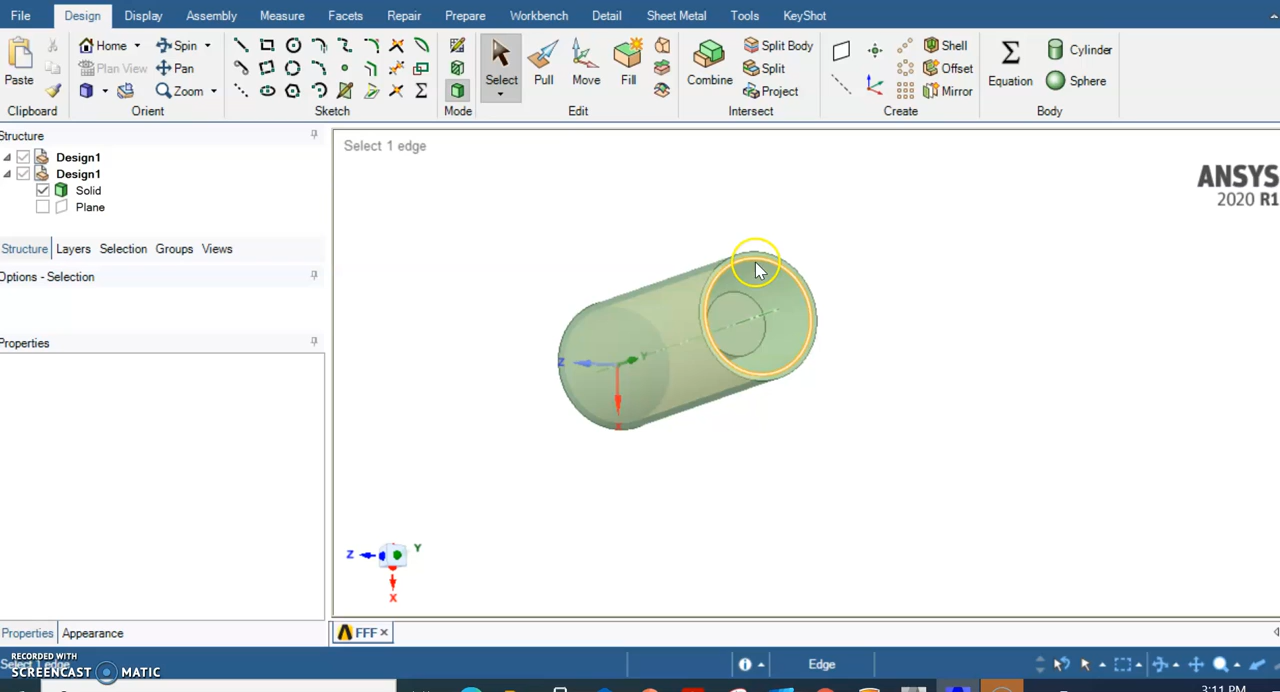 File Design Display Assembly Measure Facets Repair Prepare Workbench Detail Sheet Metal Tools KeyShot
Home Spin Split Body Shell Cylinder
Plan View Pan Split Offset
Paste Select Pull Move Fill Combine Equation Sphere
Zoom Project Mirror
Clipboard Orient Sketch Mode Edit Intersect Create Body
Structure
Design1
Design1
Solid
Plane
Structure Layers Selection Groups Views
Options - Selection
Properties
Properties Appearance
Select 1 edge
ANSYS
2020 R1
Z
Y
X
Z
Y
X
FFF
RECORDED WITH
SCREENCAST MATIC
Select 1 edge
Edge
3:11 PM